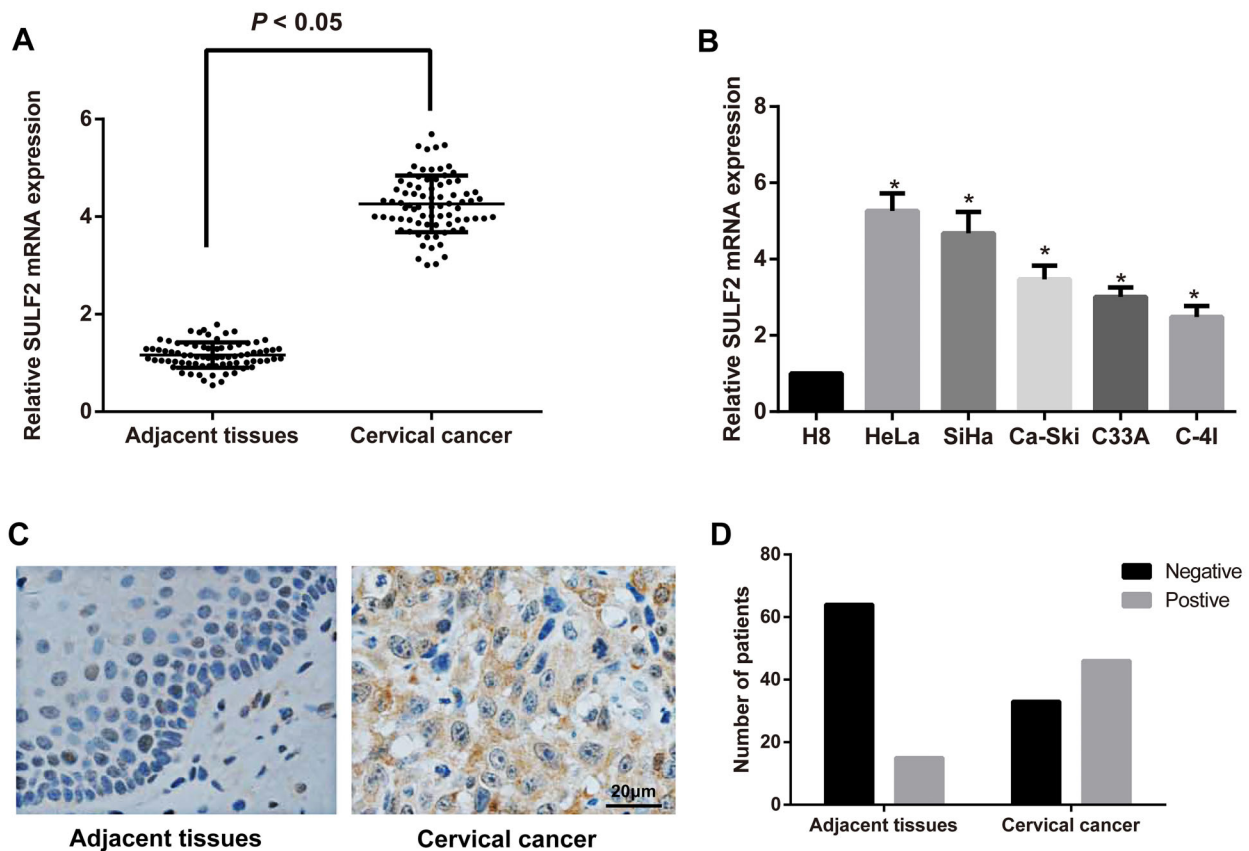 A
P < 0.05
Relative SULF2 mRNA expression
6
4
2
0
Adjacent tissues
Cervical cancer
B
Relative SULF2 mRNA expression
8
6
4
2
0
*
*
*
*
*
H8
HeLa
SiHa
Ca-Ski
C33A
C-4I
C
20μm
Adjacent tissues
Cervical cancer
D
Number of patients
80
60
40
20
0
Negative
Postive
Adjacent tissues
Cervical cancer